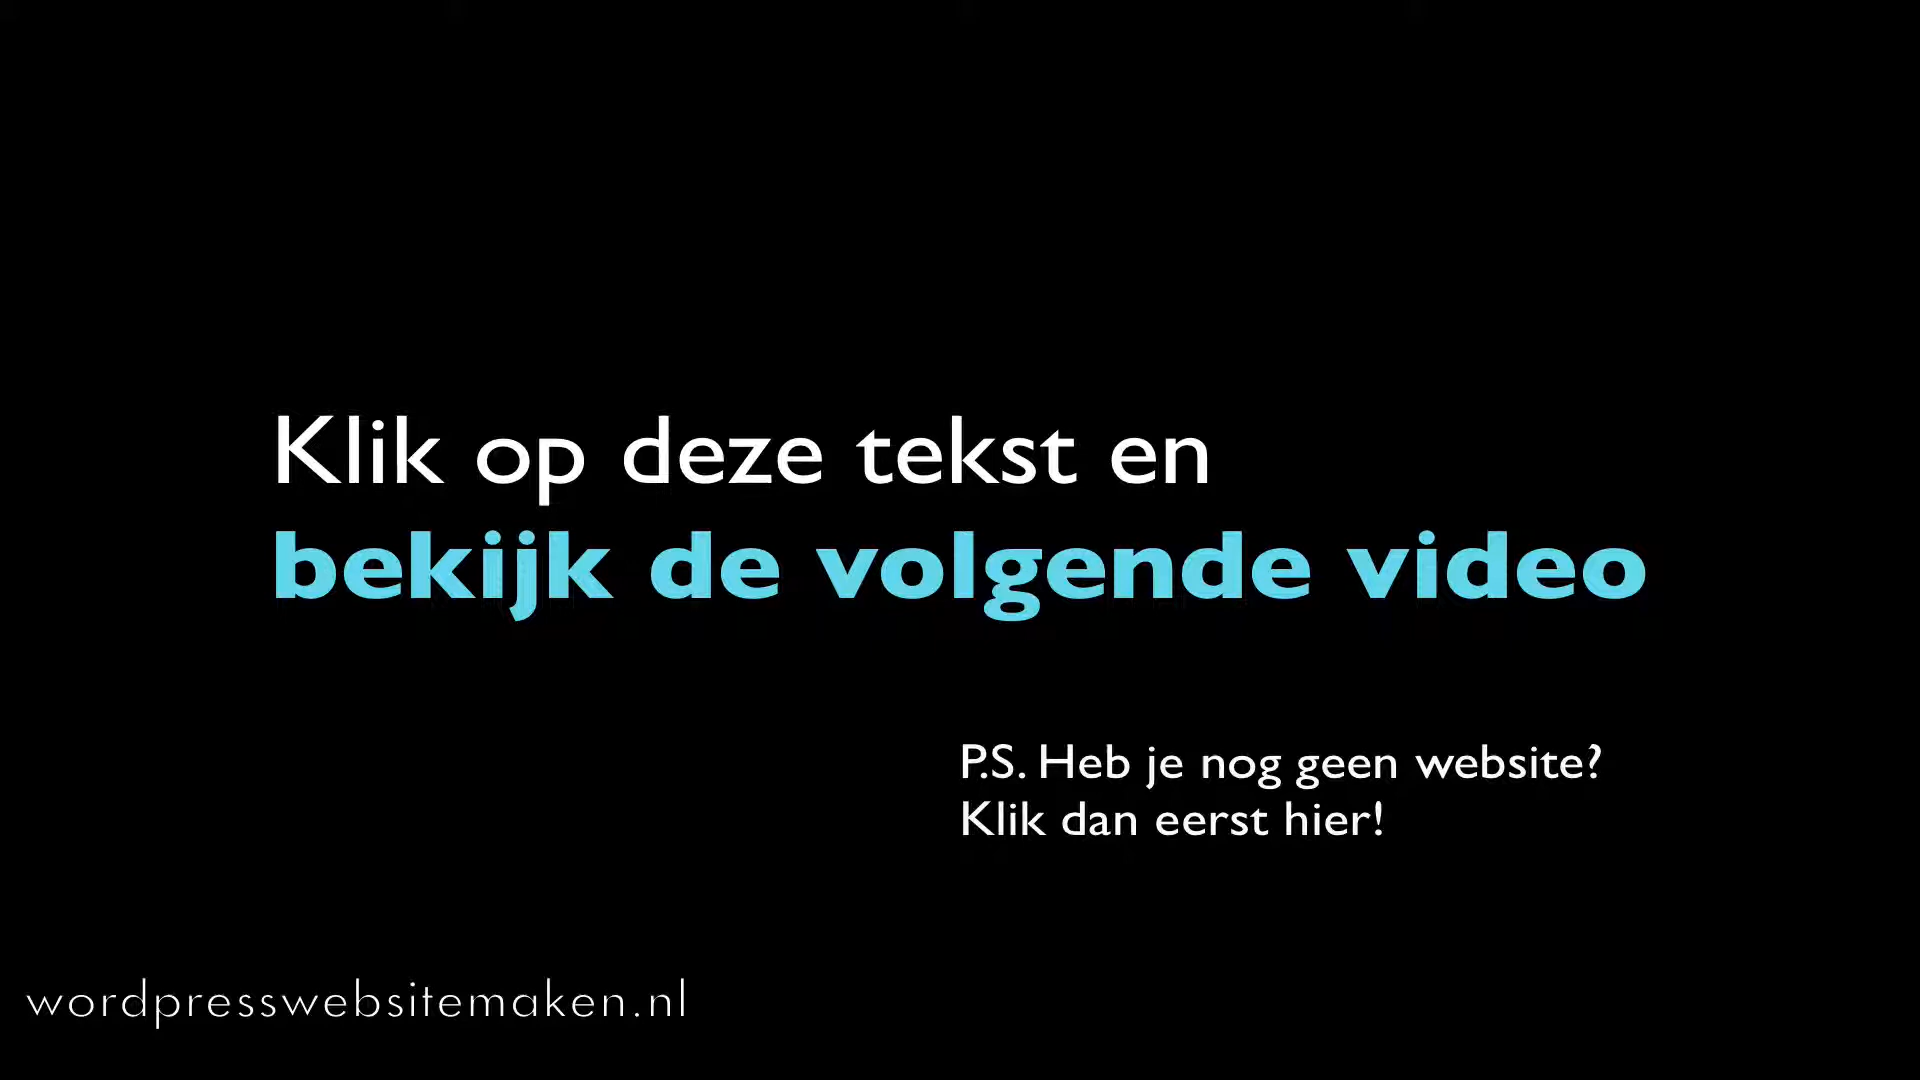 Klik op deze tekst en
bekijk de volgende video
P.S. Heb je nog geen website?
Klik dan eerst hier!
wordpresswebsitemaken.nl